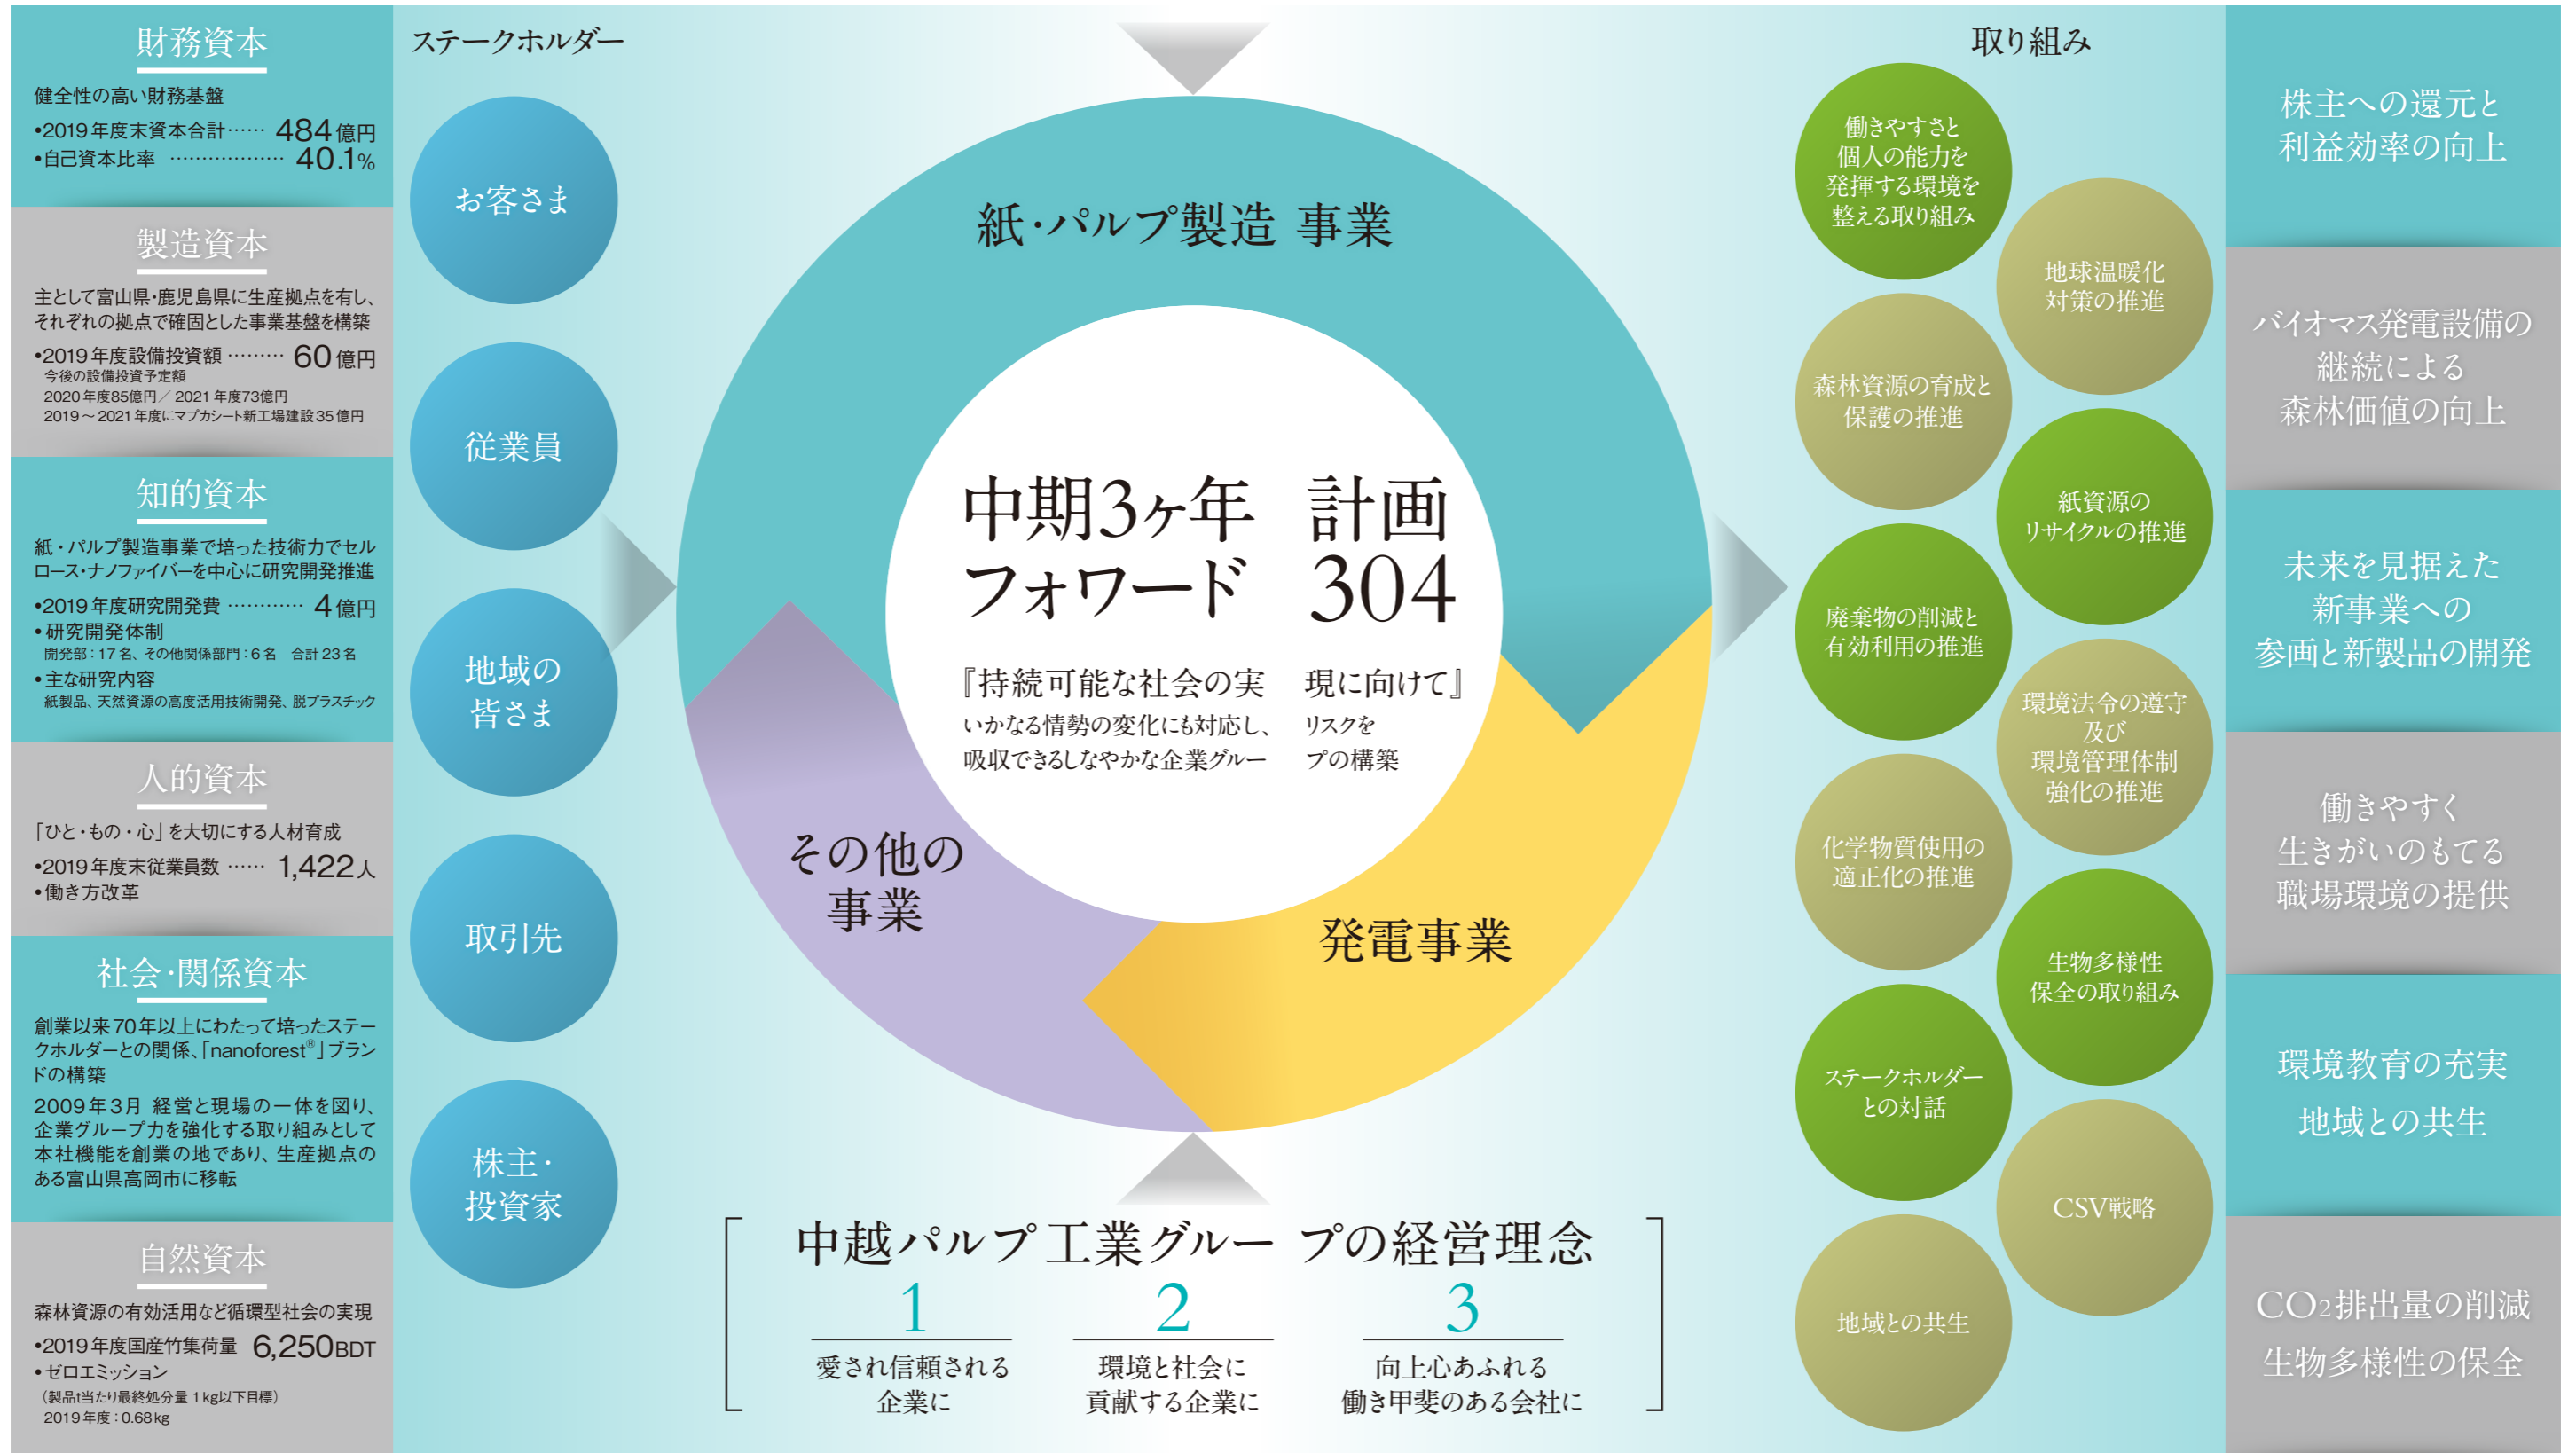 財務資本
健全性の高い財務基盤
•2019年度末資本合計…… 484億円
•自己資本比率 ……………… 40.1%
製造資本
主として富山県・鹿児島県に生産拠点を有し、
それぞれの拠点で確固とした事業基盤を構築
•2019年度設備投資額 ……… 60億円
今後の設備投資予定額
2020年度85億円／2021年度73億円
2019～2021年度にマプカシート新工場建設35億円
知的資本
紙・パルプ製造事業で培った技術力でセル
ロース・ナノファイバーを中心に研究開発推進
•2019年度研究開発費 ………… 4億円
•研究開発体制
開発部：17名、その他関係部門：6名　合計23名
•主な研究内容
紙製品、天然資源の高度活用技術開発、脱プラスチック
人的資本
「ひと・もの・心」を大切にする人材育成
•2019年度末従業員数 …… 1,422人
•働き方改革
社会・関係資本
創業以来70年以上にわたって培ったステー
クホルダーとの関係、「nanoforest®」ブラン
ドの構築
2009年3月 経営と現場の一体を図り、
企業グループ力を強化する取り組みとして
本社機能を創業の地であり、生産拠点の
ある富山県高岡市に移転
自然資本
森林資源の有効活用など循環型社会の実現
•2019年度国産竹集荷量 6,250BDT
•ゼロエミッション
（製品t当たり最終処分量 1kg以下目標）
2019年度：0.68kg
ステークホルダー
お客さま
従業員
地域の
皆さま
取引先
株主・
投資家
紙・パルプ製造 事業
中期3ヶ年 計画
フォワード 304
『持続可能な社会の実 現に向けて』
いかなる情勢の変化にも対応し、 リスクを
吸収できるしなやかな企業グルー プの構築
その他の
事業
発電事業
中越パルプ工業グルー プの経営理念
1
愛され信頼される
企業に
2
環境と社会に
貢献する企業に
3
向上心あふれる
働き甲斐のある会社に
取り組み
働きやすさと
個人の能力を
発揮する環境を
整える取り組み
地球温暖化
対策の推進
森林資源の育成と
保護の推進
紙資源の
リサイクルの推進
廃棄物の削減と
有効利用の推進
環境法令の遵守
及び
環境管理体制
強化の推進
化学物質使用の
適正化の推進
生物多様性
保全の取り組み
ステークホルダー
との対話
CSV戦略
地域との共生
株主への還元と
利益効率の向上
バイオマス発電設備の
継続による
森林価値の向上
未来を見据えた
新事業への
参画と新製品の開発
働きやすく
生きがいのもてる
職場環境の提供
環境教育の充実
地域との共生
CO2排出量の削減
生物多様性の保全